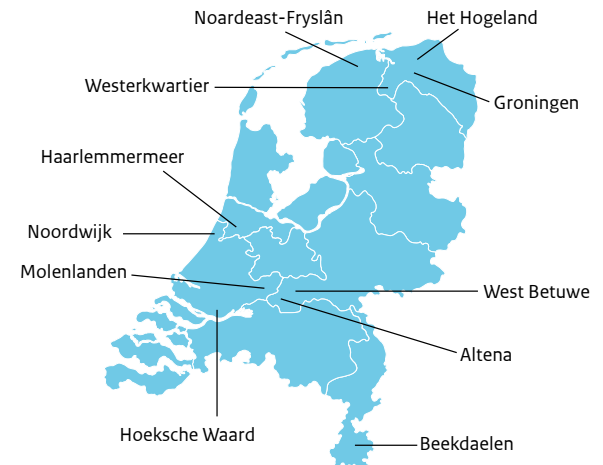 Noardeast-Fryslân
Het Hogeland
Westerkwartier
Groningen
Haarlemmermeer
Noordwijk
Molenlanden
West Betuwe
Altena
Hoeksche Waard
Beekdaelen